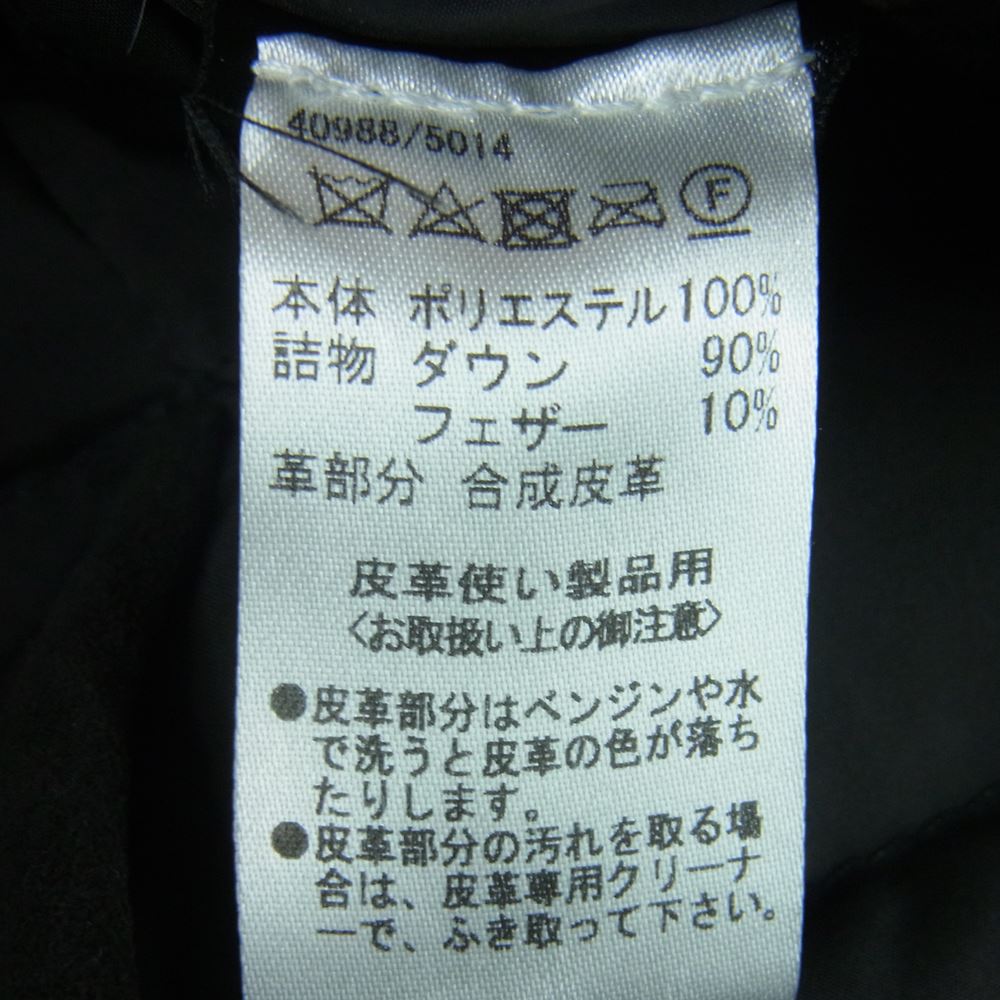 40988/5014
F
本体 ポリエステル100%
詰物 ダウン 90%
フェザー 10%
革部分 合成皮革
皮革使い製品用
〈お取扱い上の御注意〉
●皮革部分はベンジンや水
で洗うと皮革の色が落ち
たりします。
●皮革部分の汚れを取る場
合は、皮革専用クリーナ
ーで、ふき取って下さい。